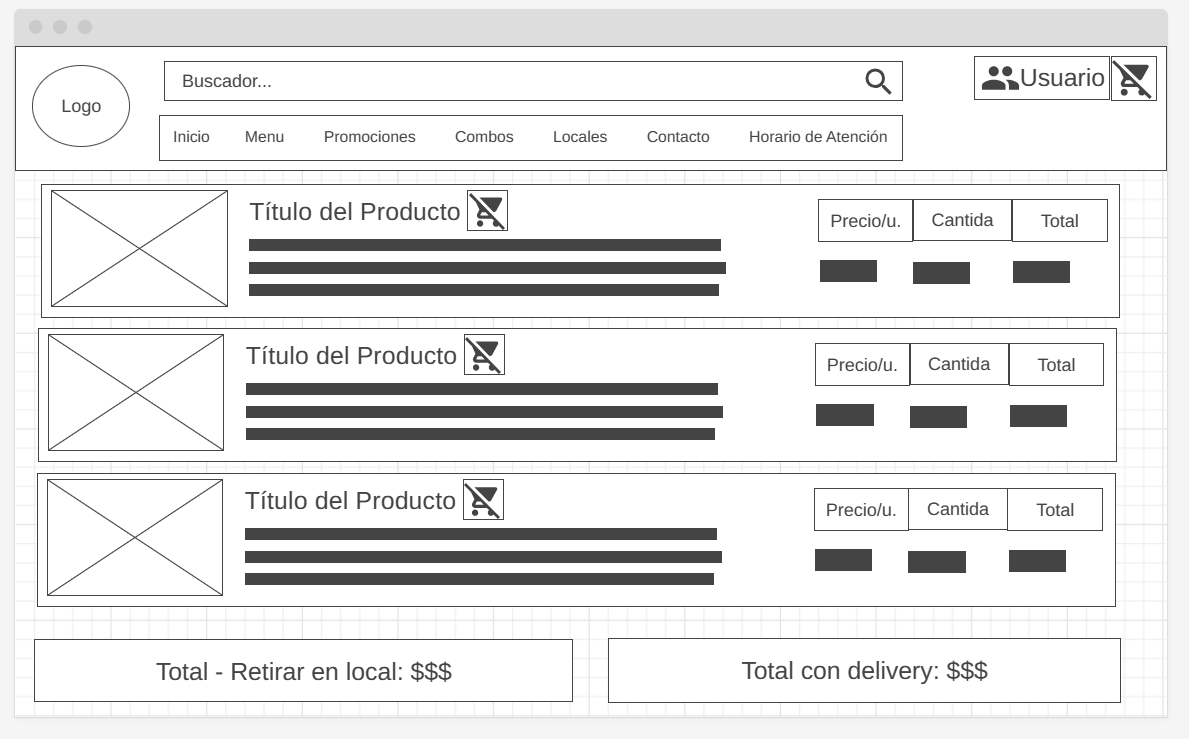 Logo
Buscador...
Usuario
Inicio Menu Promociones Combos Locales Contacto Horario de Atención
Título del Producto
Precio/u. Cantida Total
Título del Producto
Precio/u. Cantida Total
Título del Producto
Precio/u. Cantida Total
Total - Retirar en local: $$$
Total con delivery: $$$